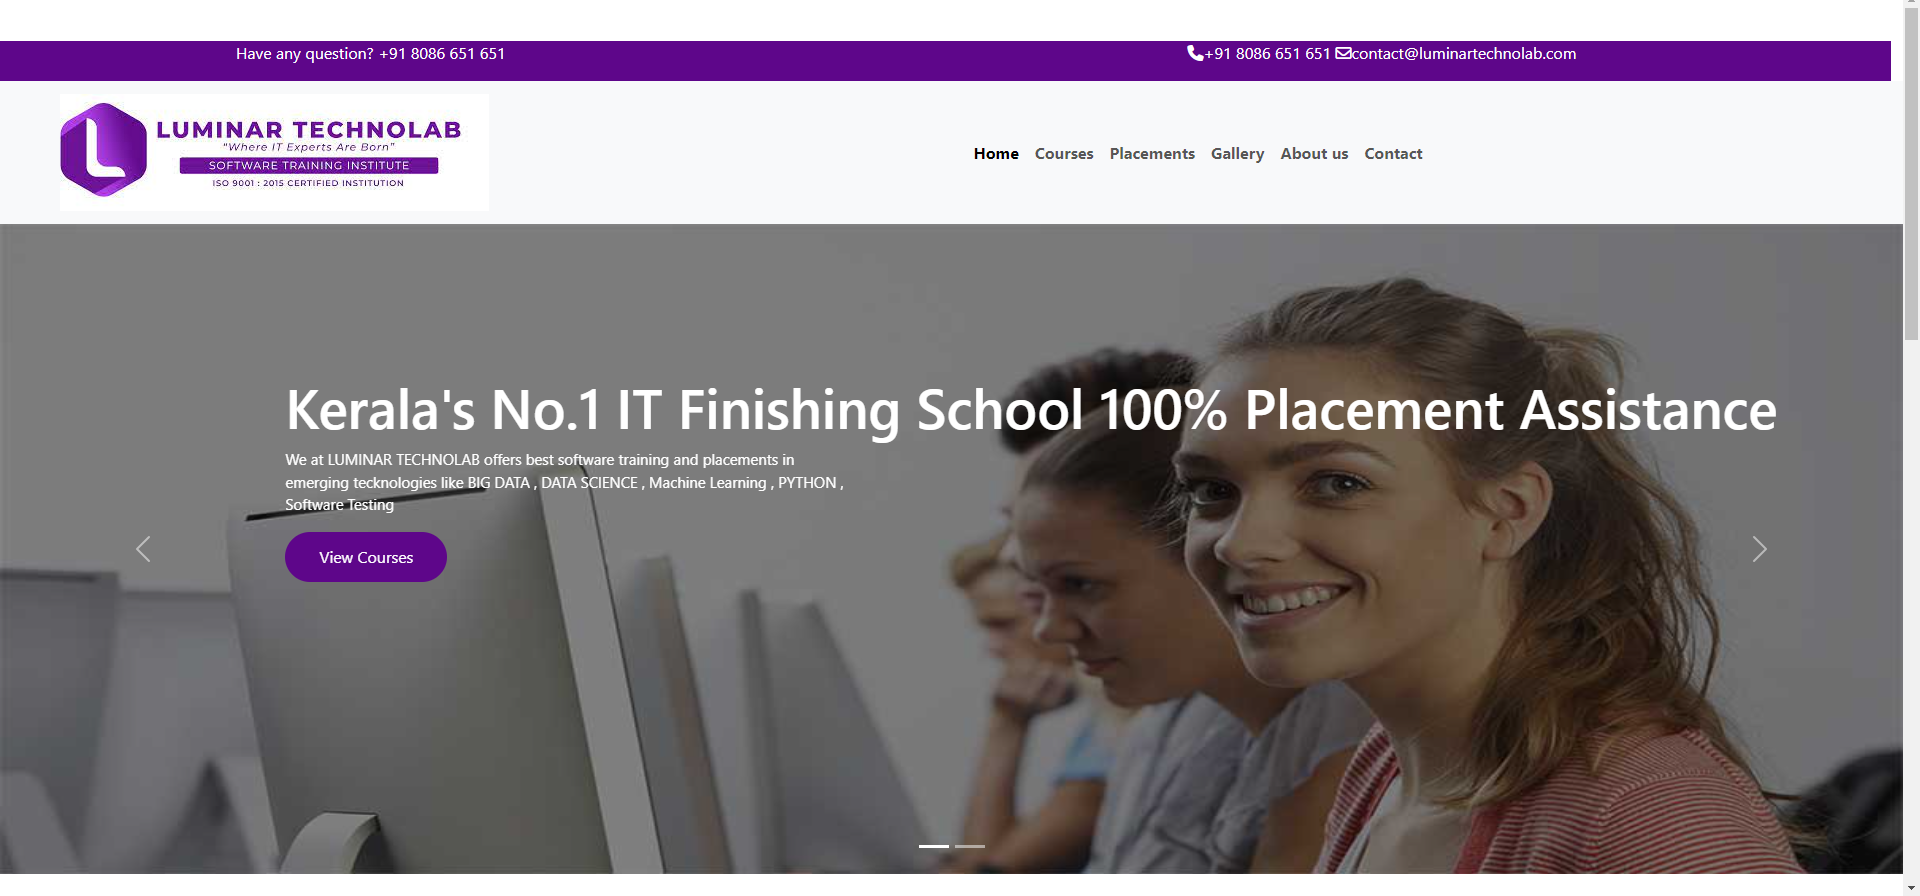 Have any question? +91 8086 651 651
+91 8086 651 651 contact@luminartechnolab.com
LUMINAR TECHNOLAB
"Where IT Experts Are Born"
SOFTWARE TRAINING INSTITUTE
ISO 9001 : 2015 CERTIFIED INSTITUTION
Home Courses Placements Gallery About us Contact
Kerala's No.1 IT Finishing School 100% Placement Assistance
We at LUMINAR TECHNOLAB offers best software training and placements in
emerging tecknologies like BIG DATA , DATA SCIENCE , Machine Learning , PYTHON ,
Software Testing
View Courses